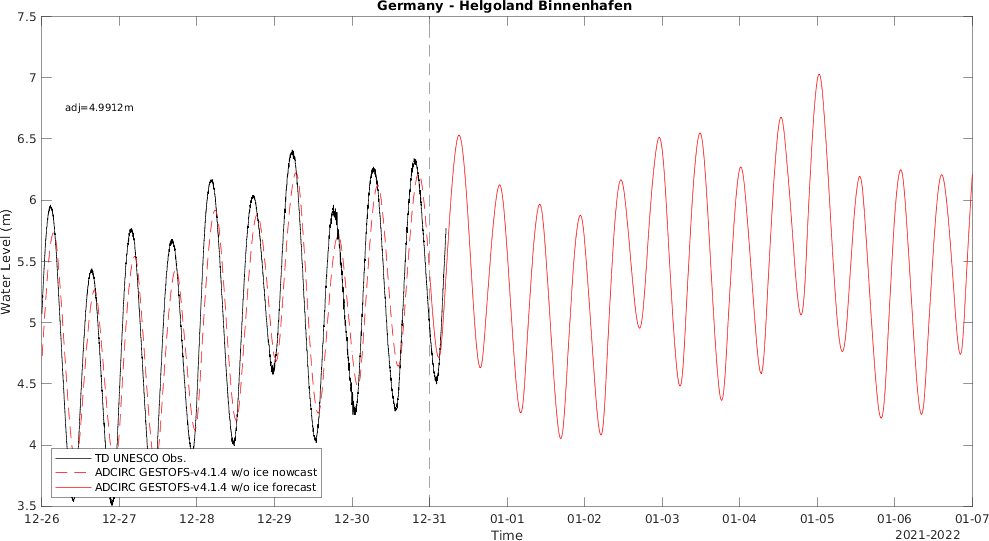 Germany - Helgoland Binnenhafen
7.5
7
6.5
6
5.5
5
4.5
4
3.5
Water Level (m)
adj=4.9912m
TD UNESCO Obs.
ADCIRC GESTOFS-v4.1.4 w/o ice nowcast
ADCIRC GESTOFS-v4.1.4 w/o ice forecast
12-26 12-27 12-28 12-29 12-30 12-31 01-01 01-02 01-03 01-04 01-05 01-06 01-07
Time
2021-2022